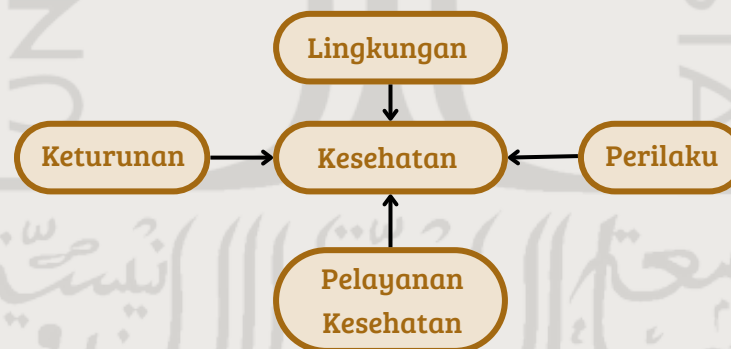 Lingkungan
Keturunan
Kesehatan
Perilaku
Pelayanan
Kesehatan